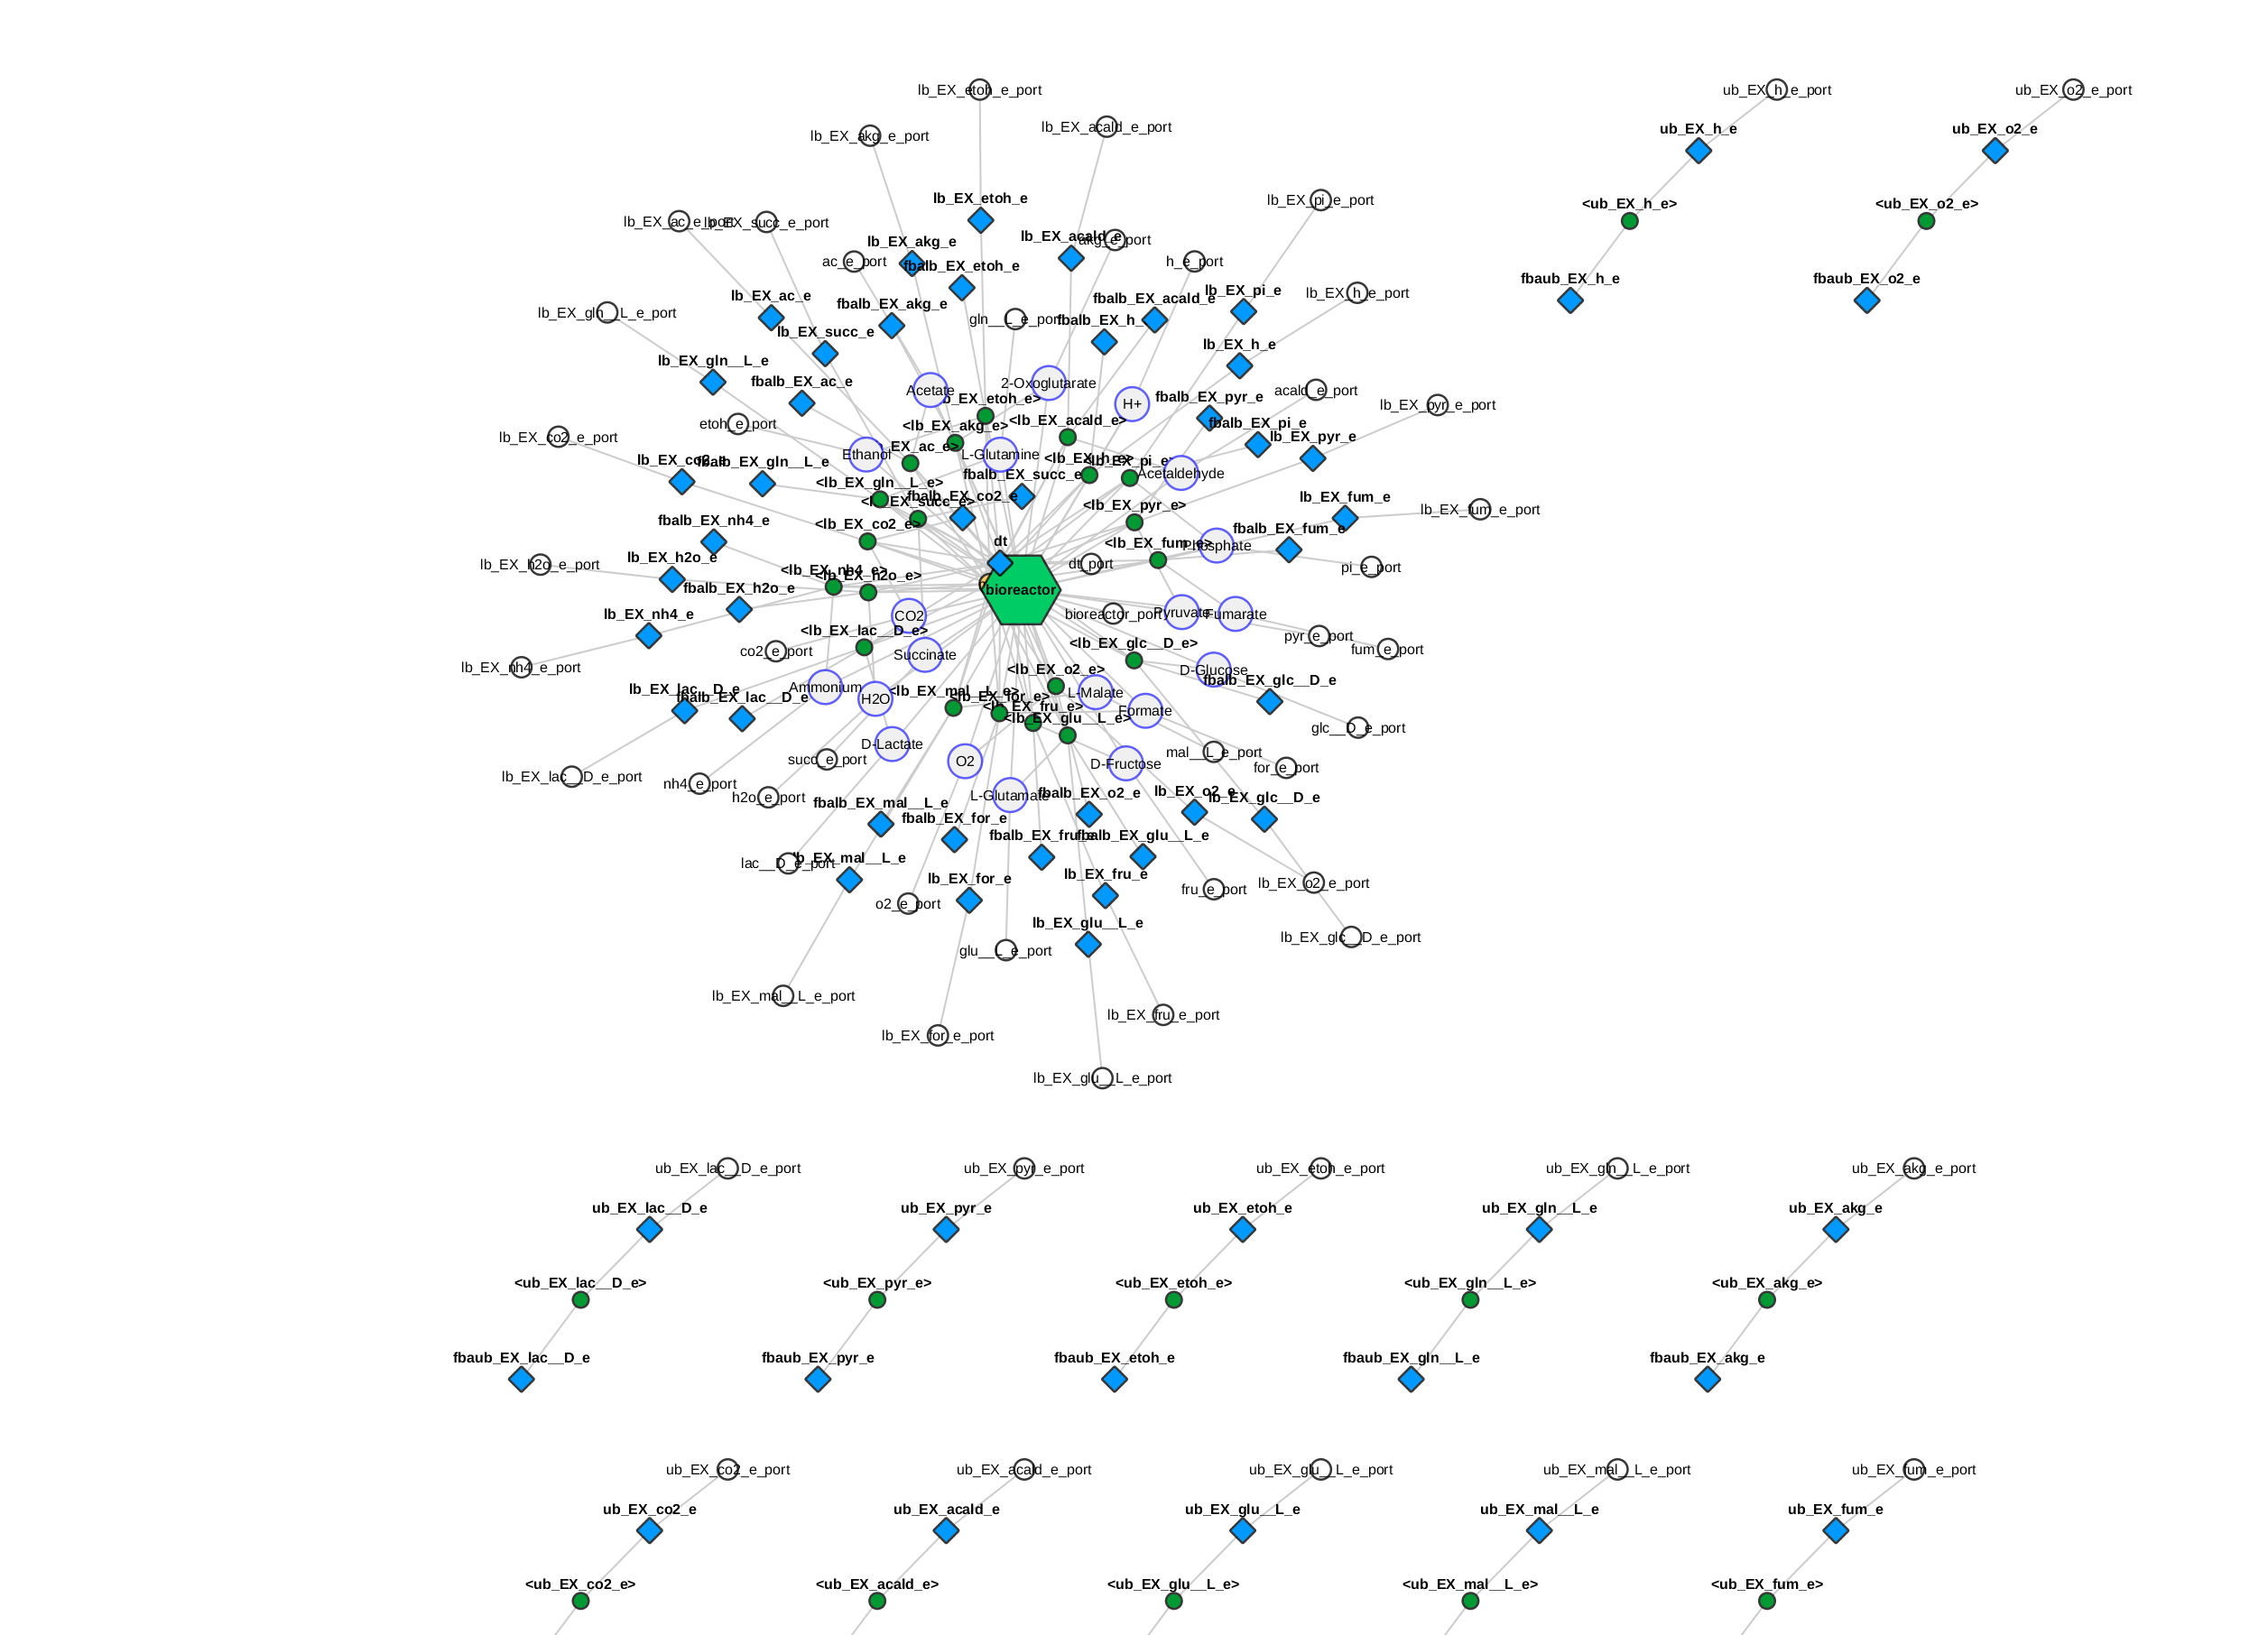 lb_EX_etoh_e_port
ub_EX_h_e_port
ub_EX_o2_e_port
lb_EX_akg_e_port
lb_EX_acald_e_port
ub_EX_h_e
ub_EX_o2_e
lb_EX_etoh_e
lb_EX_pi_e_port
<ub_EX_h_e>
<ub_EX_o2_e>
lb_EX_ac_e_port
lb_EX_succ_e_port
lb_EX_akg_e
lb_EX_acald_e
akg_e_port
ac_e_port
fbalb_EX_etoh_e
h_e_port
fbaub_EX_h_e
fbaub_EX_o2_e
lb_EX_ac_e
fbalb_EX_akg_e
fbalb_EX_acald_e
lb_EX_pi_e
lb_EX_h_e_port
lb_EX_gln__L_e_port
lb_EX_succ_e
gln__L_e_port
fbalb_EX_h_
lb_EX_h_e
lb_EX_gln__L_e
fbalb_EX_ac_e
Acetate
2-Oxoglutarate
H+
fbalb_EX_pyr_e
acald_e_port
lb_EX_pyr_e_port
b_EX_etoh_e>
etoh_e_port
<lb_EX_akg_e>
<lb_EX_acald_e>
fbalb_EX_pi_e
lb_EX_pyr_e
lb_EX_co2_e_port
Ethanol
_EX_ac_e>
L-Glutamine
<lb_EX_h_e>
<lb_EX_pi_e>
Acetaldehyde
lb_EX_co2_e
fbalb_EX_gln__L_e
<lb_EX_gln__L_e>
fbalb_EX_succ_e
<lb_EX_succ_e>
fbalb_EX_co2_e
<lb_EX_pyr_e>
lb_EX_fum_e
lb_EX_fum_e_port
fbalb_EX_nh4_e
<lb_EX_co2_e>
dt
<lb_EX_fum_e>
Phosphate
fbalb_EX_fum_e
lb_EX_h2o_e_port
lb_EX_h2o_e
<lb_EX_nh4_e>
<lb_EX_h2o_e>
dt_port
pi_e_port
fbalb_EX_h2o_e
bioreactor
lb_EX_nh4_e
CO2
bioreactor_port
Pyruvate
Fumarate
<lb_EX_lac__D_e>
co2_e_port
Succinate
<lb_EX_glc__D_e>
pyr_e_port
fum_e_port
lb_EX_nh4_e_port
<lb_EX_o2_e>
D-Glucose
fbalb_EX_glc__D_e
lb_EX_lac__D_e
fbalb_EX_lac__D_e
Ammonium
H2O
<lb_EX_mal__L_e>
<lb_EX_for_e>
<lb_EX_fru_e>
<lb_EX_glu__L_e>
L-Malate
Formate
glc__D_e_port
D-Lactate
succ_e_port
O2
D-Fructose
mal__L_e_port
for_e_port
lb_EX_lac__D_e_port
nh4_e_port
h2o_e_port
fbalb_EX_mal__L_e
L-Glutamate
fbalb_EX_o2_e
lb_EX_o2_e
lb_EX_glc__D_e
fbalb_EX_for_e
fbalb_EX_fru_e
fbalb_EX_glu__L_e
lac__D_e_port
lb_EX_mal__L_e
lb_EX_for_e
lb_EX_fru_e
fru_e_port
lb_EX_o2_e_port
o2_e_port
lb_EX_glu__L_e
glu__L_e_port
lb_EX_glc__D_e_port
lb_EX_mal__L_e_port
lb_EX_fru_e_port
lb_EX_for_e_port
lb_EX_glu__L_e_port
ub_EX_lac__D_e_port
ub_EX_pyr_e_port
ub_EX_etoh_e_port
ub_EX_gln__L_e_port
ub_EX_akg_e_port
ub_EX_lac__D_e
ub_EX_pyr_e
ub_EX_etoh_e
ub_EX_gln__L_e
ub_EX_akg_e
<ub_EX_lac__D_e>
<ub_EX_pyr_e>
<ub_EX_etoh_e>
<ub_EX_gln__L_e>
<ub_EX_akg_e>
fbaub_EX_lac__D_e
fbaub_EX_pyr_e
fbaub_EX_etoh_e
fbaub_EX_gln__L_e
fbaub_EX_akg_e
ub_EX_co2_e_port
ub_EX_acald_e_port
ub_EX_glu__L_e_port
ub_EX_mal__L_e_port
ub_EX_fum_e_port
ub_EX_co2_e
ub_EX_acald_e
ub_EX_glu__L_e
ub_EX_mal__L_e
ub_EX_fum_e
<ub_EX_co2_e>
<ub_EX_acald_e>
<ub_EX_glu__L_e>
<ub_EX_mal__L_e>
<ub_EX_fum_e>